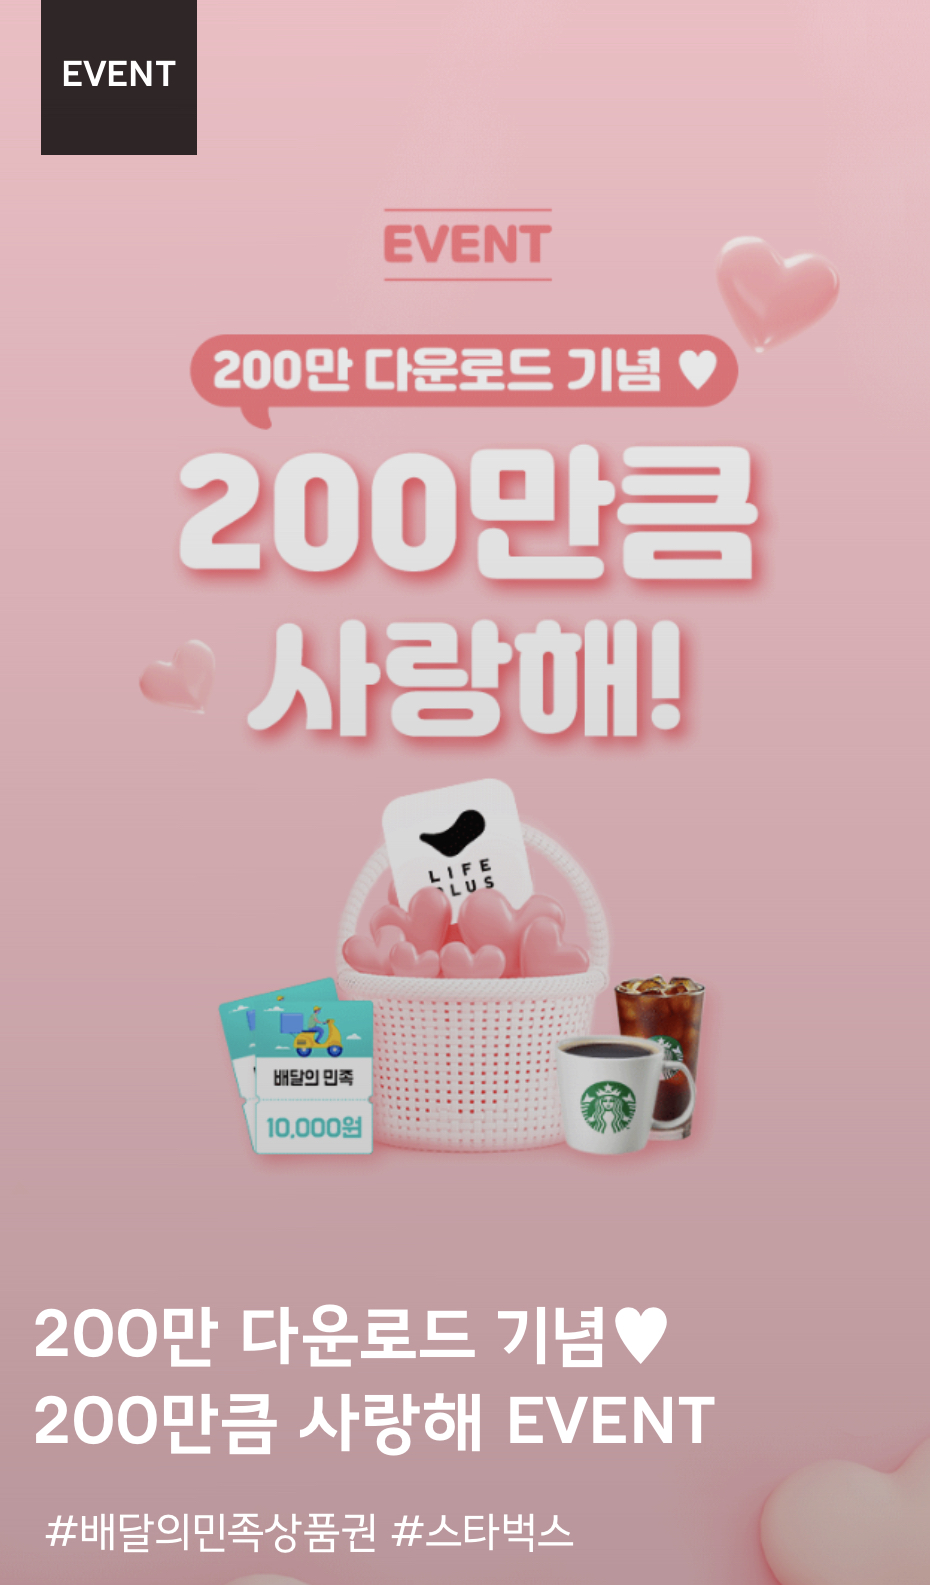 EVENT
EVENT
200만 다운로드 기념 ♥
200만큼
사랑해!
LIFE
PLUS
배달의민족
10,000원
200만 다운로드 기념♥
200만큼 사랑해 EVENT
#배달의민족상품권 #스타벅스